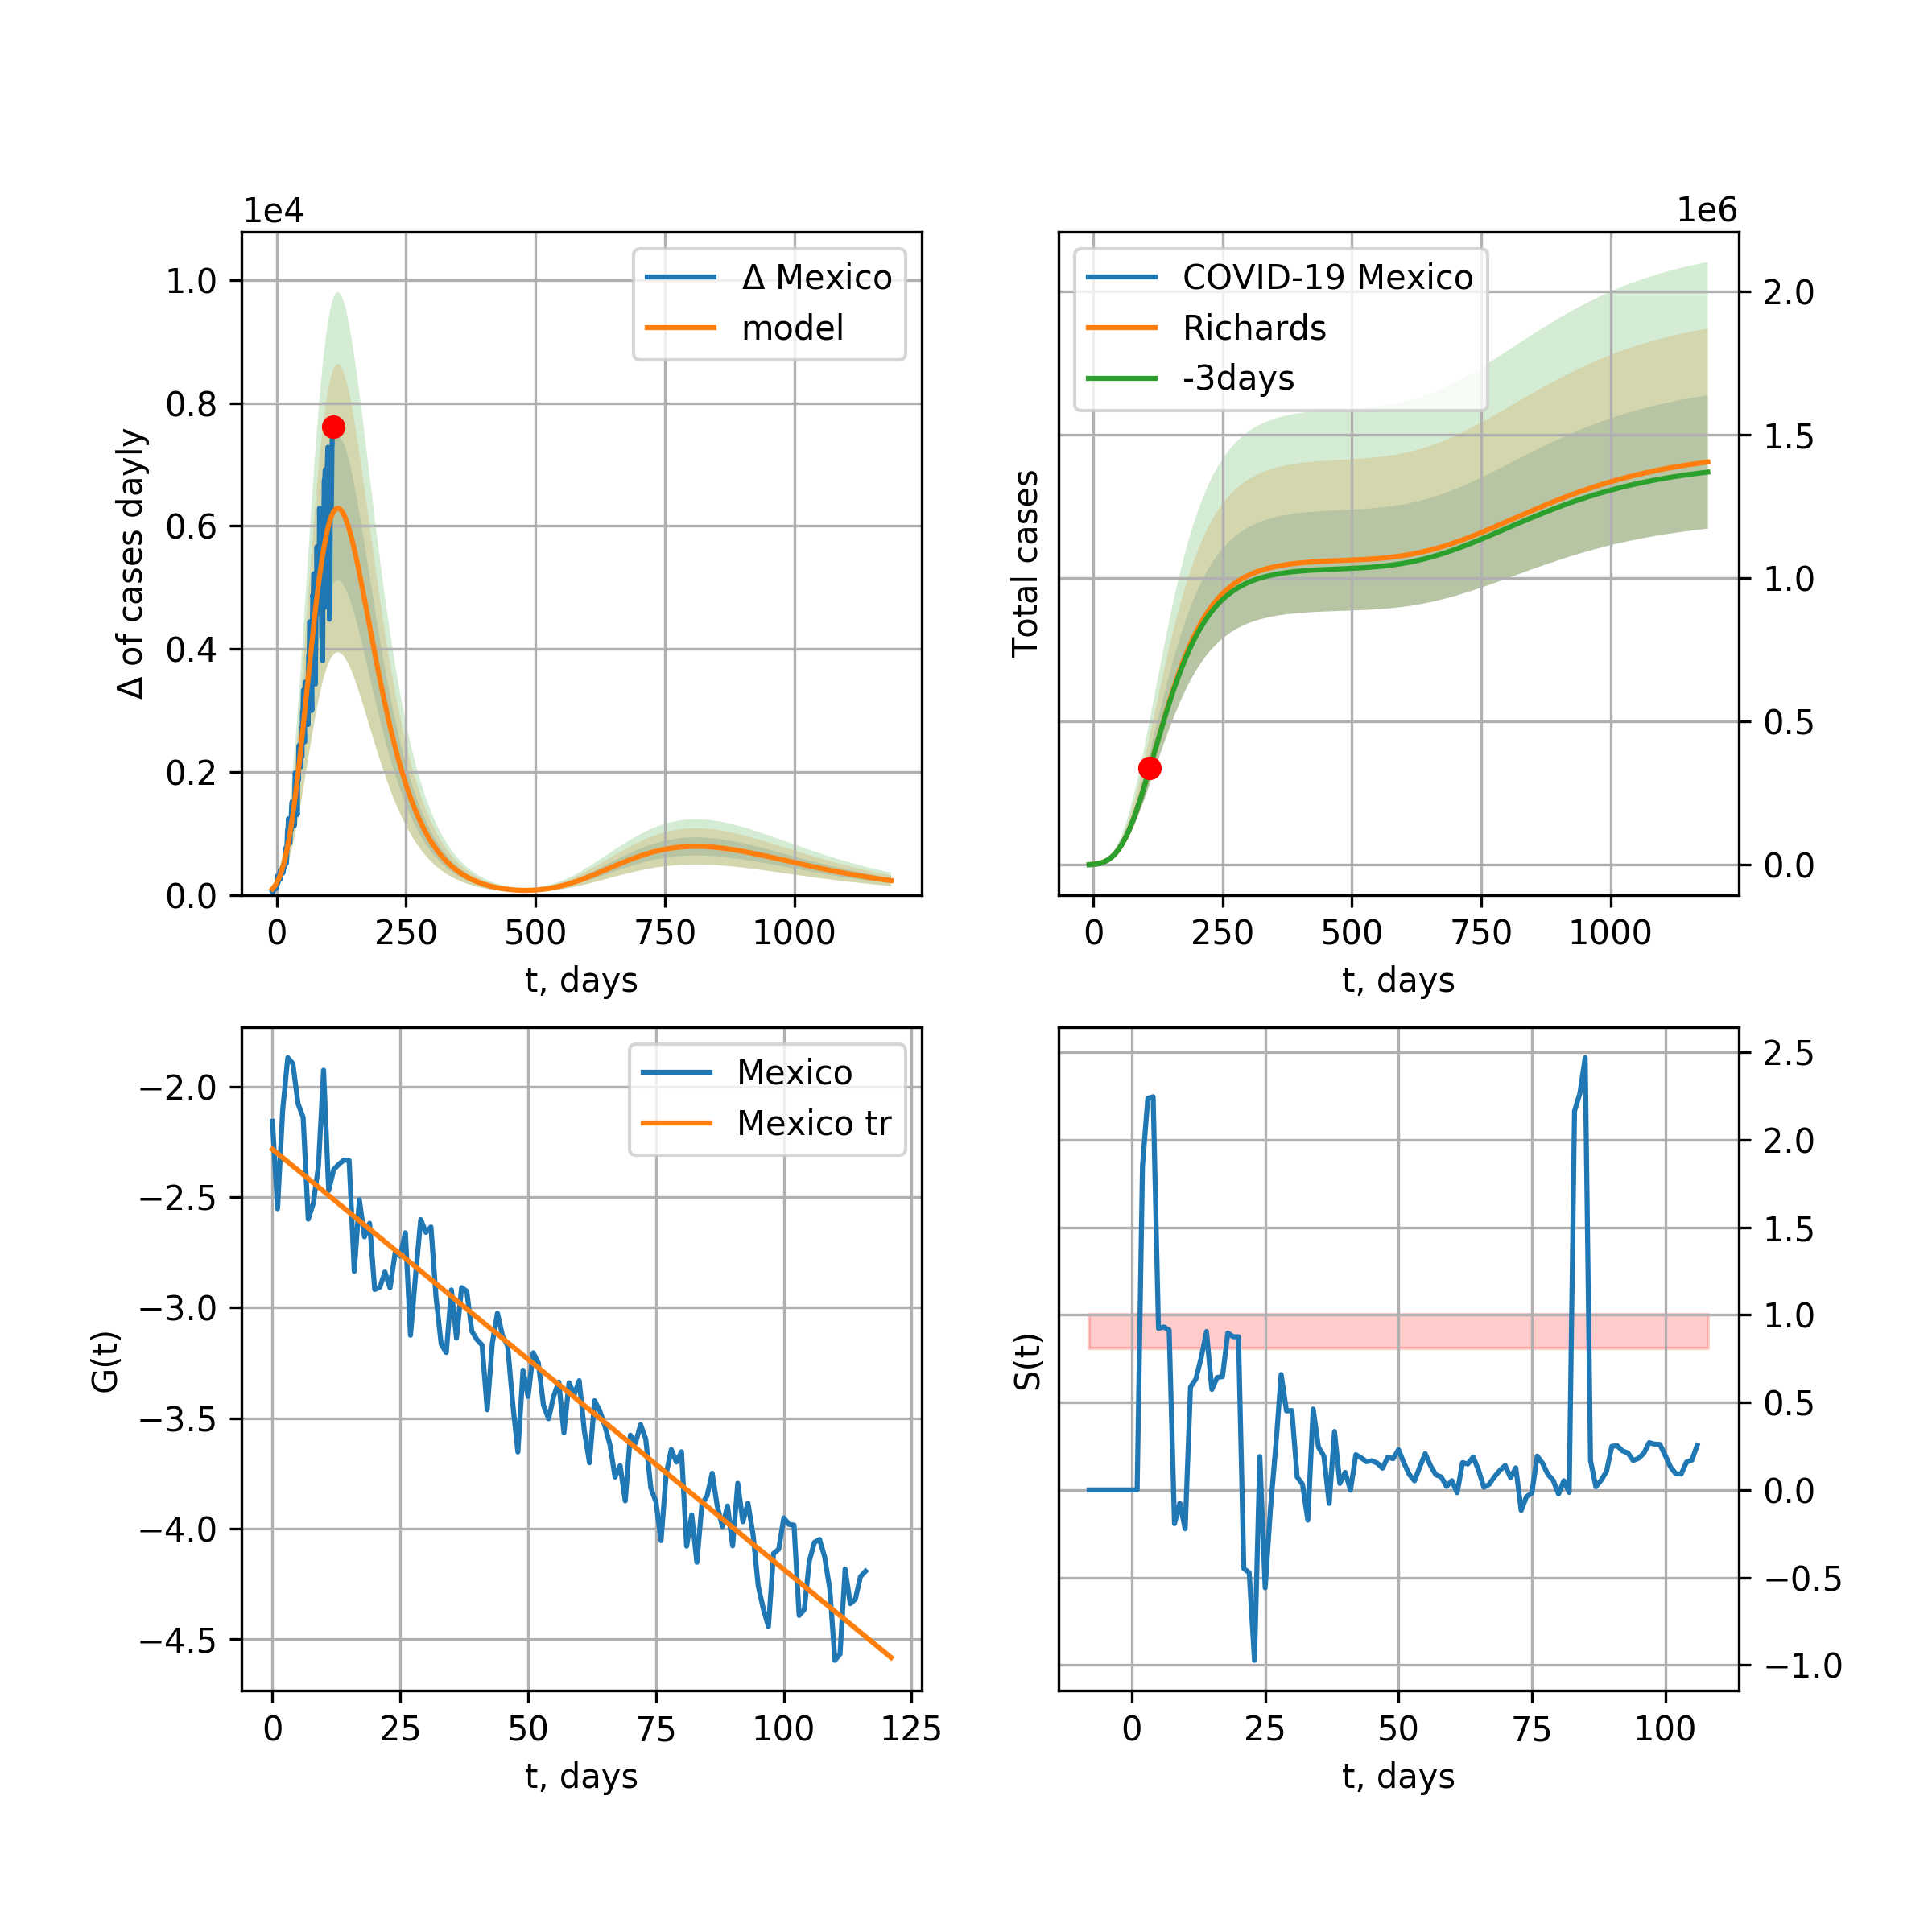 1e4
1.0
0.8
0.6
0.4
0.2
0.0
Δ of cases dayly
Δ Mexico
model
0 250 500 750 1000
t, days
1e6
COVID-19 Mexico
Richards
-3days
Total cases
2.0
1.5
1.0
0.5
0.0
0 250 500 750 1000
t, days
−2.0
−2.5
−3.0
−3.5
−4.0
−4.5
G(t)
Mexico
Mexico tr
0 25 50 75 100 125
t, days
S(t)
2.5
2.0
1.5
1.0
0.5
0.0
−0.5
−1.0
0 25 50 75 100
t, days